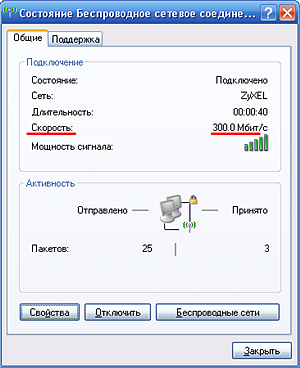 Состояние Беспроводное сетевое соедине...
Общие Поддержка
Подключение
Состояние: Подключено
Сеть: ZyXEL
Длительность: 00:00:40
Скорость: 300.0 Мбит/с
Мощность сигнала:
Активность
Отправлено Принято
Пакетов: 25 3
Свойства Отключить Беспроводные сети
Закрыть